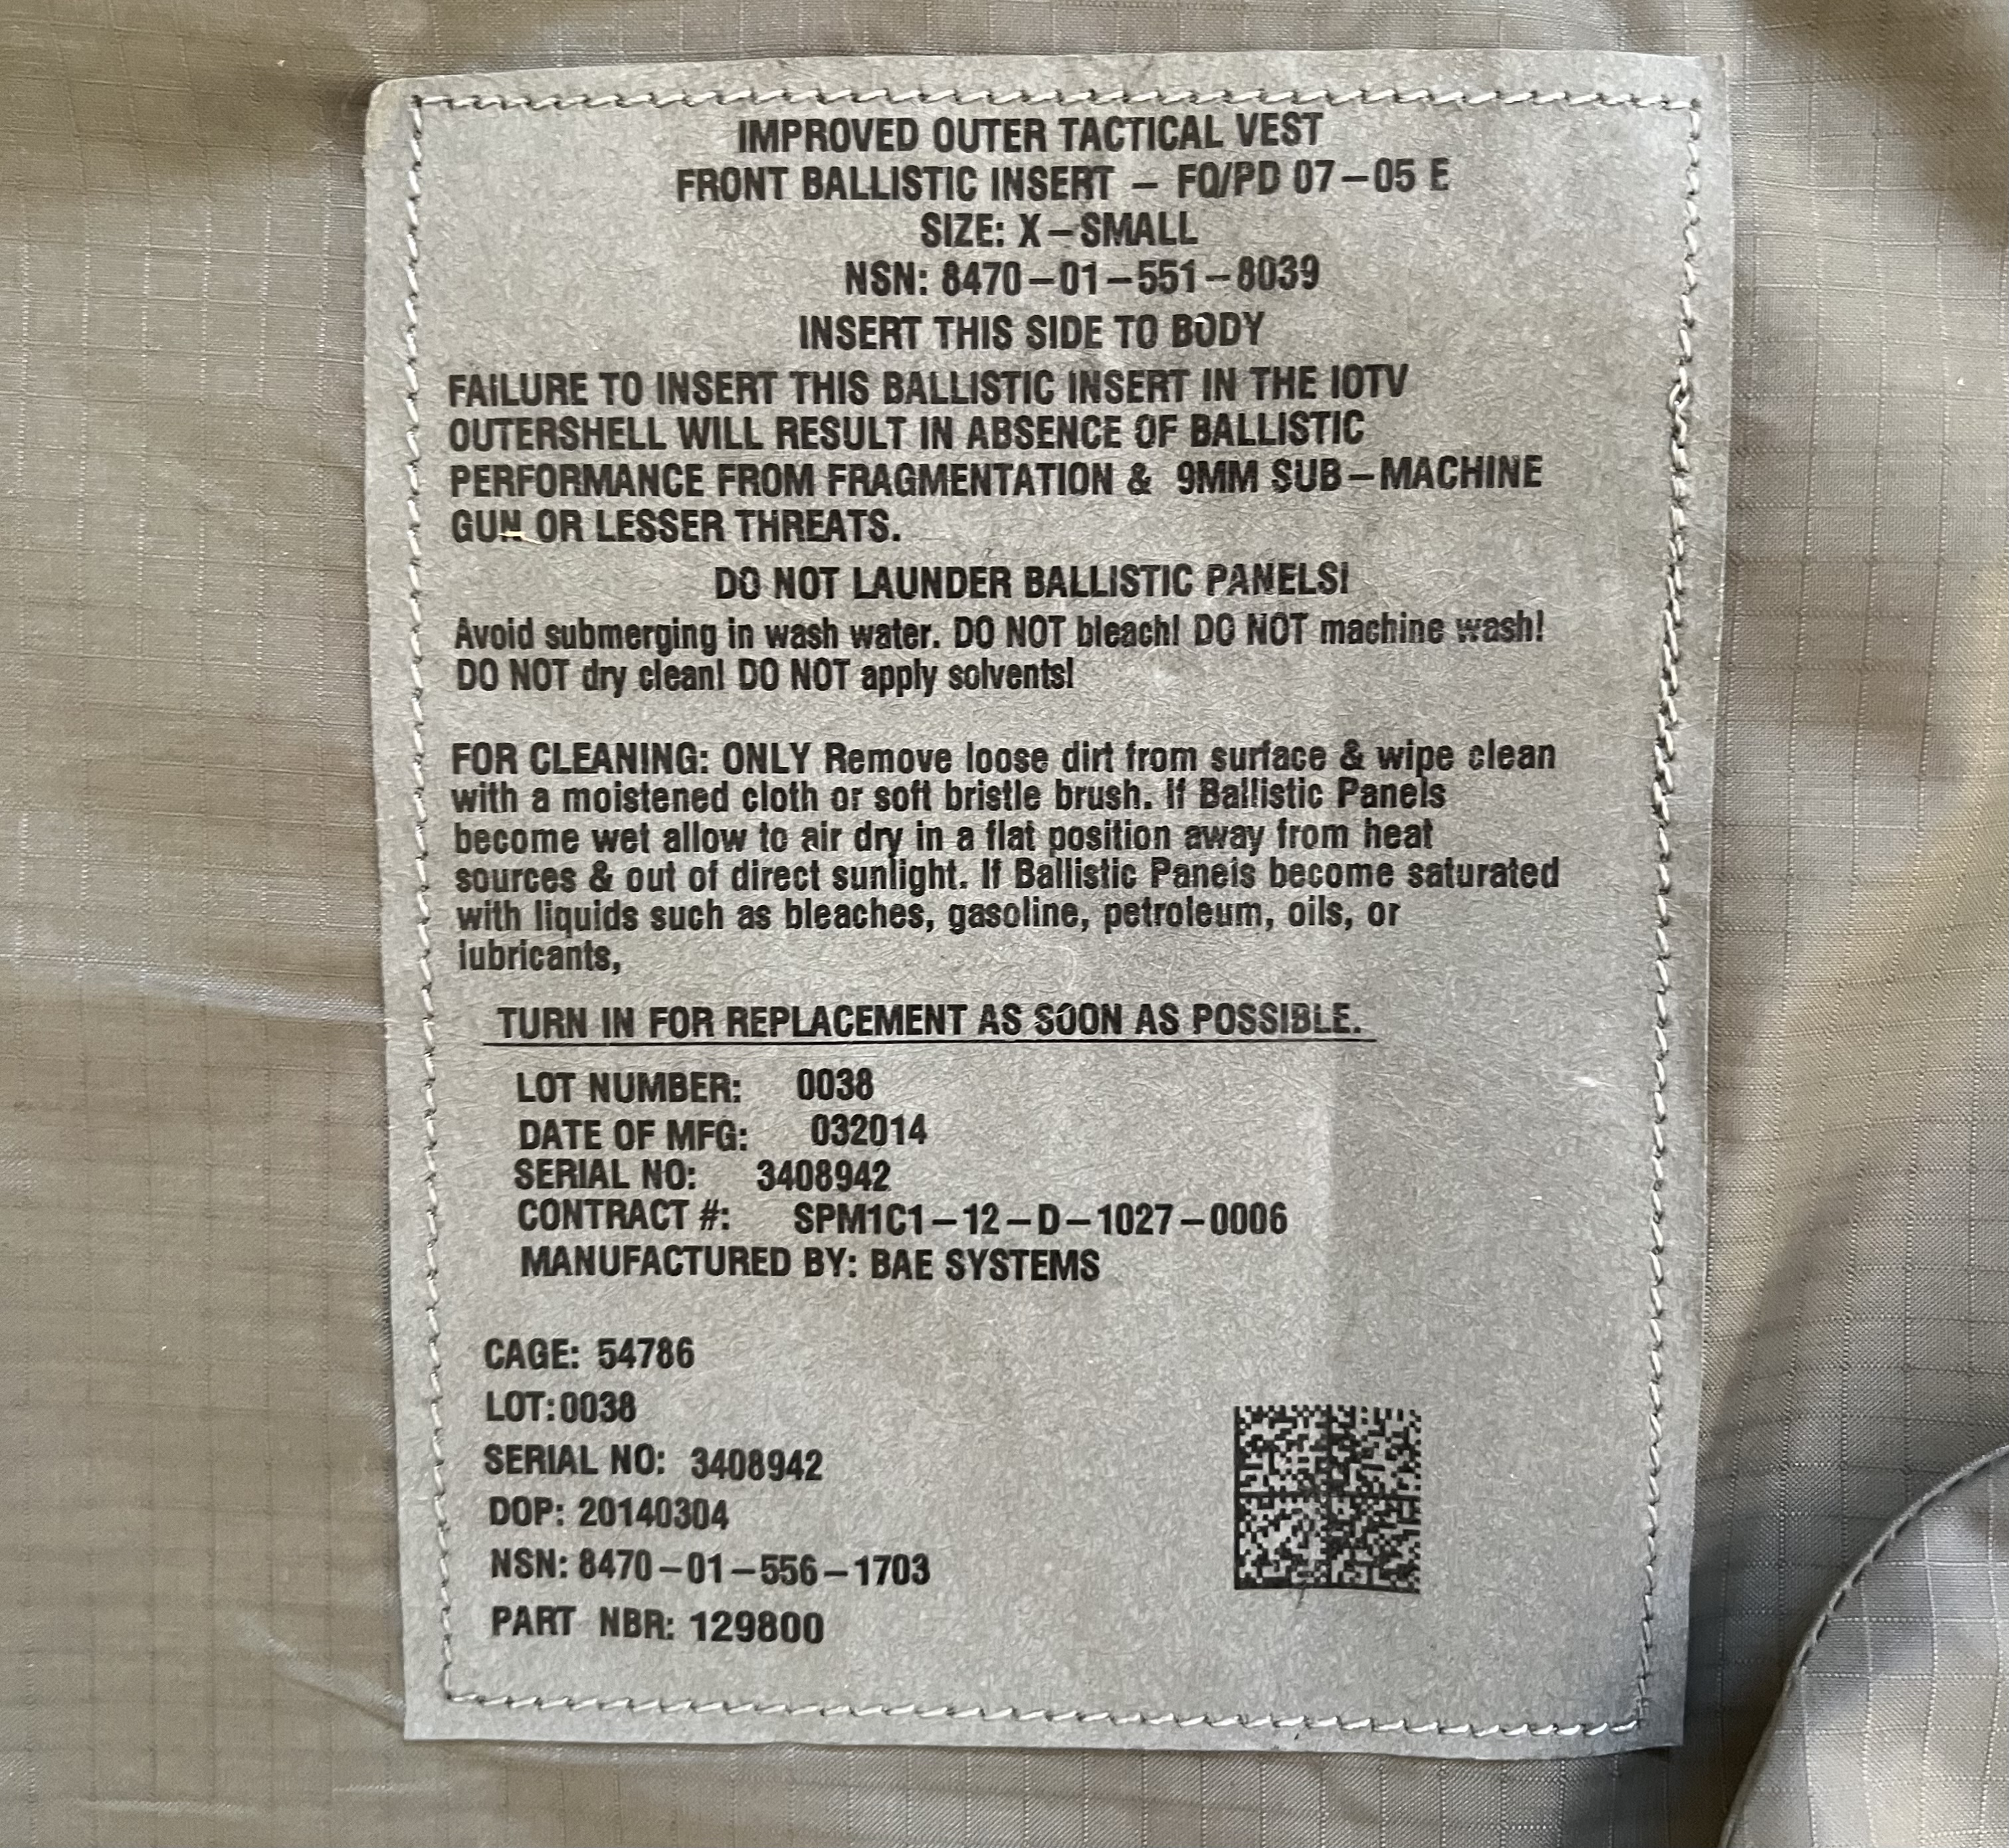 IMPROVED OUTER TACTICAL VEST
FRONT BALLISTIC INSERT – FQ/PD 07–05 E
SIZE: X–SMALL
NSN: 8470–01–551–8039
INSERT THIS SIDE TO BODY
FAILURE TO INSERT THIS BALLISTIC INSERT IN THE IOTV
OUTERSHELL WILL RESULT IN ABSENCE OF BALLISTIC
PERFORMANCE FROM FRAGMENTATION & 9MM SUB–MACHINE
GUN OR LESSER THREATS.
DO NOT LAUNDER BALLISTIC PANELS!
Avoid submerging in wash water. DO NOT bleach! DO NOT machine wash!
DO NOT dry clean! DO NOT apply solvents!
FOR CLEANING: ONLY Remove loose dirt from surface & wipe clean
with a moistened cloth or soft bristle brush. If Ballistic Panels
become wet allow to air dry in a flat position away from heat
sources & out of direct sunlight. If Ballistic Panels become saturated
with liquids such as bleaches, gasoline, petroleum, oils, or
lubricants,
TURN IN FOR REPLACEMENT AS SOON AS POSSIBLE.
LOT NUMBER: 0038
DATE OF MFG: 032014
SERIAL NO: 3408942
CONTRACT #: SPM1C1–12–D–1027–0006
MANUFACTURED BY: BAE SYSTEMS
CAGE: 54786
LOT:0038
SERIAL NO: 3408942
DOP: 20140304
NSN: 8470–01–556–1703
PART NBR: 129800